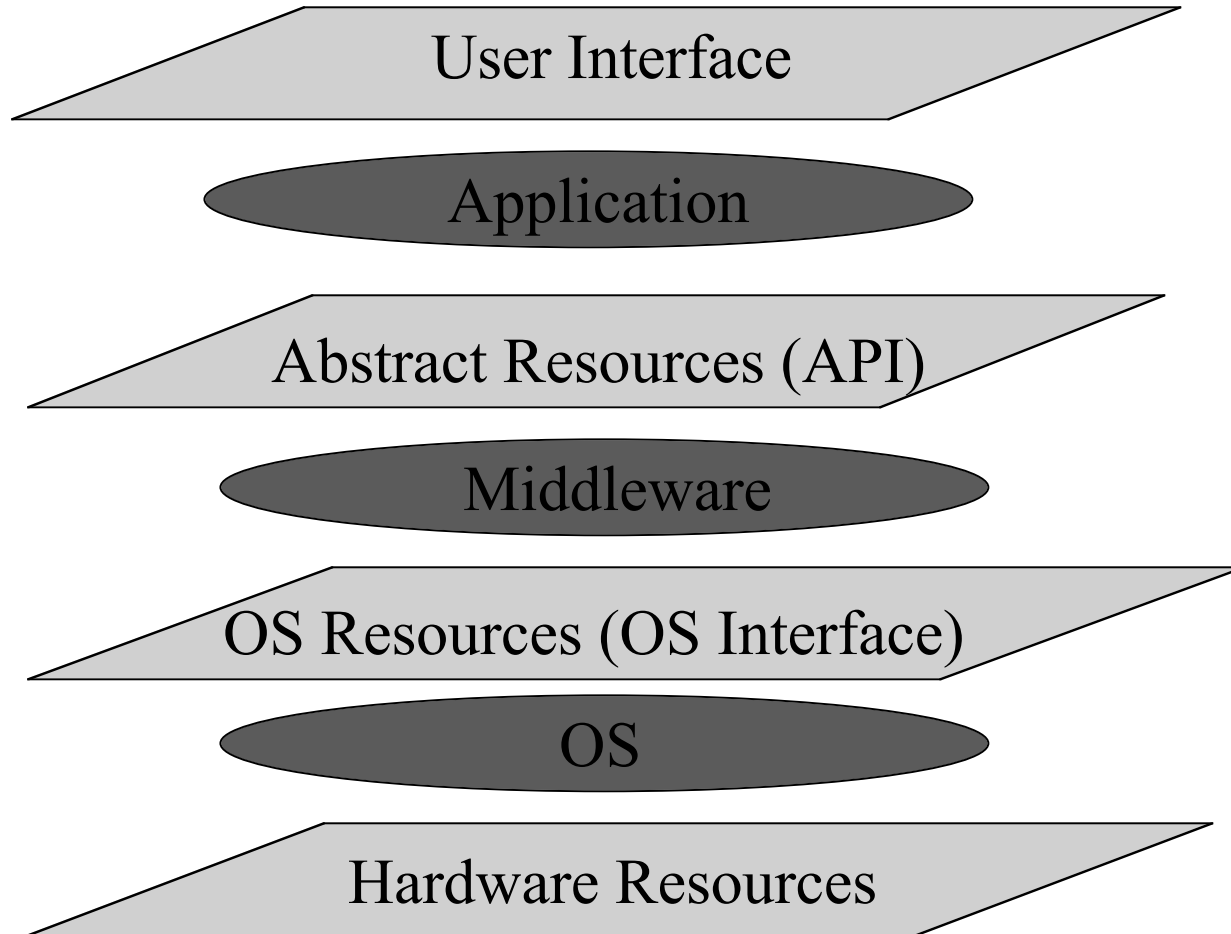 User Interface
Application
Abstract Resources (API)
Middleware
OS Resources (OS Interface)
OS
Hardware Resources